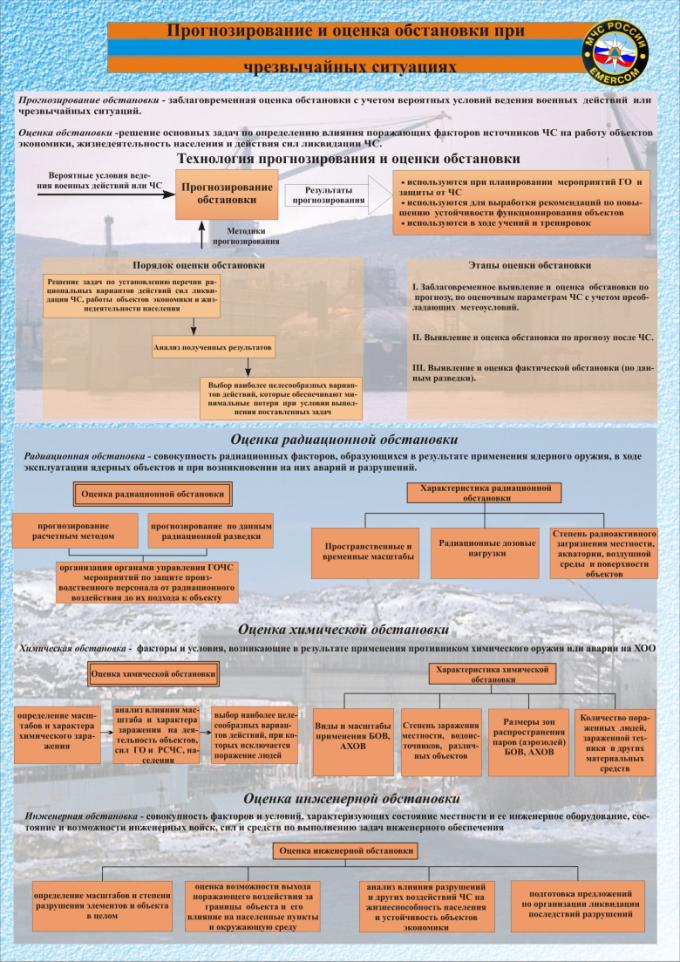 Прогнозирование и оценка обстановки при
чрезвычайных ситуациях
МЧС РОССИИ
EMERCOM
Прогнозирование обстановки - заблаговременная оценка обстановки с учетом вероятных условий ведения военных действий или
чрезвычайных ситуаций.
Оценка обстановки -решение основных задач по определению влияния поражающих факторов источников ЧС на работу объектов
экономики, жизнедеятельность населения и действия сил ликвидации ЧС.
Технология прогнозирования и оценки обстановки
Вероятные условия веде-
ния военных действий или ЧС
Прогнозирование
обстановки
Результаты
прогнозирования
• используются при планировании мероприятий ГО и
защиты от ЧС
• используются для выработки рекомендаций по повы-
шению устойчивости функционирования объектов
• используются в ходе учений и тренировок
Методики
прогнозирования
Порядок оценки обстановки
Решение задач по установлению перечня ра-
циональных вариантов действий сил ликви-
дации ЧС, работы объектов экономики и жиз-
недеятельности населения
Анализ полученных результатов
Выбор наиболее целесообразных вариан-
тов действий, которые обеспечивают ми-
нимальные потери при условии выпол-
нения поставленных задач
Этапы оценки обстановки
I. Заблаговременное выявление и оценка обстановки по
прогнозу, по оценочным параметрам ЧС с учетом преоб-
ладающих метеоусловий.
II. Выявление и оценка обстановки по прогнозу после ЧС.
III. Выявление и оценка фактической обстановки (по дан-
ным разведки).
Оценка радиационной обстановки
Радиационная обстановка - совокупность радиационных факторов, образующихся в результате применения ядерного оружия, в ходе
эксплуатации ядерных объектов и при возникновении на них аварий и разрушений.
Оценка радиационной обстановки
прогнозирование
расчетным методом
прогнозирование по данным
радиационной разведки
организация органами управления ГОЧС
мероприятий по защите произ-
водственного персонала от радиационного
воздействия до их подхода к объекту
Характеристика радиационной
обстановки
Пространственные и
временные масштабы
Радиационные дозовые
нагрузки
Степень радиоактивного
загрязнения местности,
акватории, воздушной
среды и поверхности
объектов
Оценка химической обстановки
Химическая обстановка - факторы и условия, возникающие в результате применения противником химического оружия или аварии на ХОО
Оценка химической обстановки
определение масш-
табов и характера
химического зара-
жения
анализ влияния мас-
штаба и характера
заражения на дея-
тельность объектов,
сил ГО и РСЧС, на-
селения
выбор наиболее целе-
сообразных вариан-
тов действий, при ко-
торых исключается
поражение людей
Характеристика химической
обстановки
Виды и масштабы
применения БОВ,
АХОВ
Степень заражения
местности, водоис-
точников, различ-
ных объектов
Размеры зон
распространения
паров (аэрозолей)
БОВ, АХОВ
Количество пора-
женных людей,
зараженной тех-
ники и других
материальных
средств
Оценка инженерной обстановки
Инженерная обстановка - совокупность факторов и условий, характеризующих состояние местности и ее инженерное оборудование, сос-
тояние и возможности инженерных войск, сил и средств по выполнению задач инженерного обеспечения
Оценка инженерной обстановки
определение масштабов и степени
разрушения элементов и объекта
в целом
оценка возможности выхода
поражающего воздействия за
границы объекта и его
влияние на населенные пункты
и окружающую среду
анализ влияния разрушений
и других воздействий ЧС на
жизнеспособность населения
и устойчивость объектов
экономики
подготовка предложений
по организации ликвидации
последствий разрушений